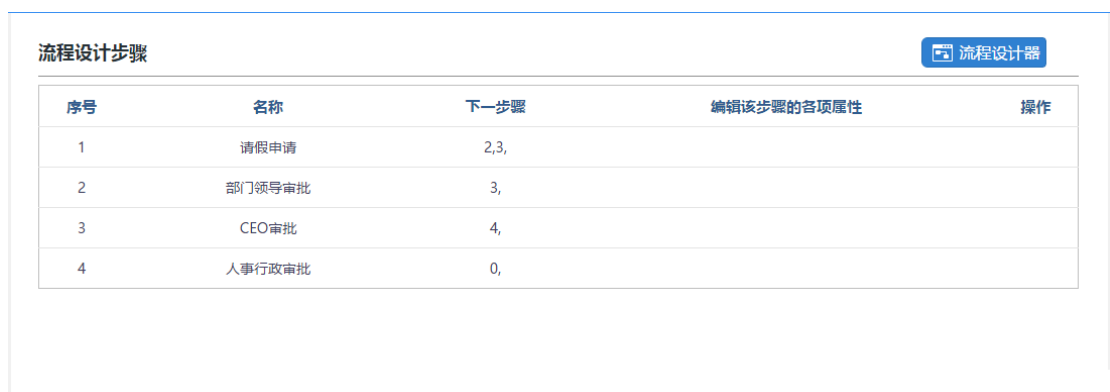 流程设计步骤 流程设计器
序号 名称 下一步骤 编辑该步骤的各项属性 操作
1 请假申请 2,3,
2 部门领导审批 3,
3 CEO审批 4,
4 人事行政审批 0,